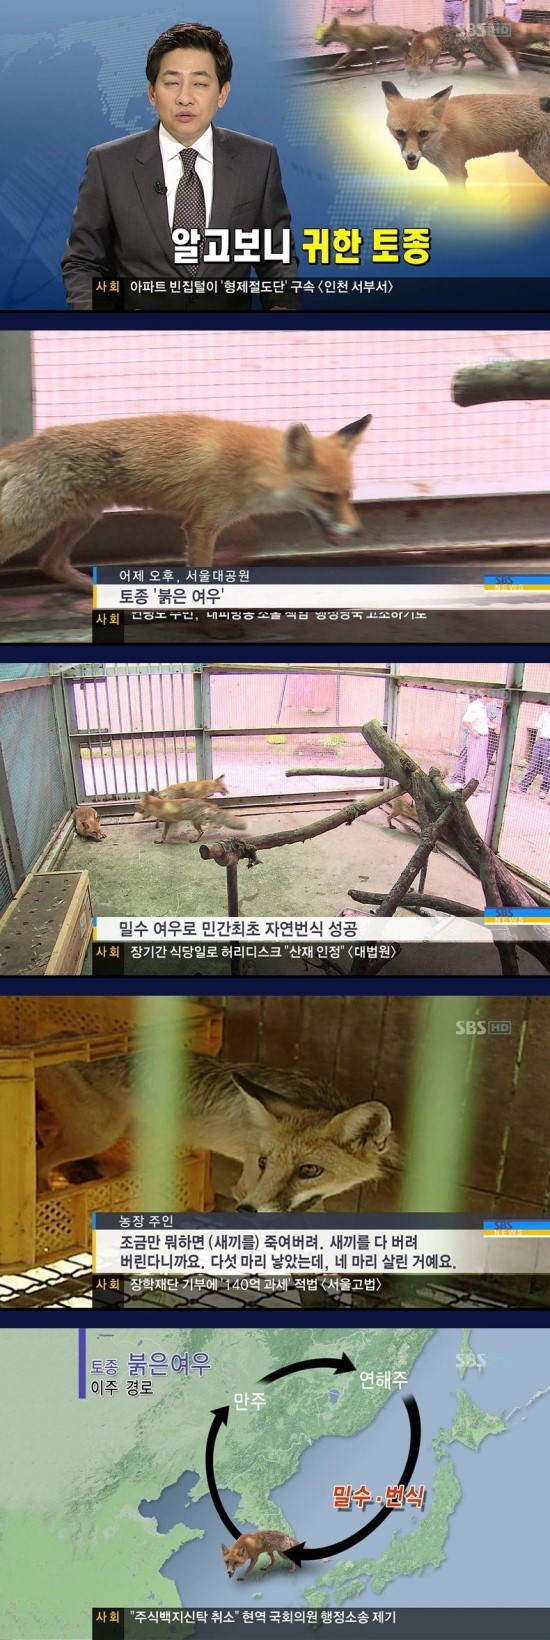 SBS HD
알고보니 귀한 토종
사회 아파트 빈집털이 '형제절도단' 구속 <인천 서부서>
어제 오후, 서울대공원
토종 '붉은 여우'
SBS NEWS
사회
밀수 여우로 민간최초 자연번식 성공
SBS NEWS
사회 장기간 식당일로 허리디스크 "산재 인정" <대법원>
SBS HD
농장 주인
SBS NEWS
조금만 뭐하면 (새끼를) 죽여버려. 새끼를 다 버려
버린다니까요. 다섯 마리 낳았는데, 네 마리 살린 거예요.
사회 장학재단 기부에 '140억 과세' 적법 <서울고법>
토종 붉은여우
이주 경로
SBS
만주
연해주
밀수·번식
사회 "주식백지신탁 취소" 현역 국회의원 행정소송 제기